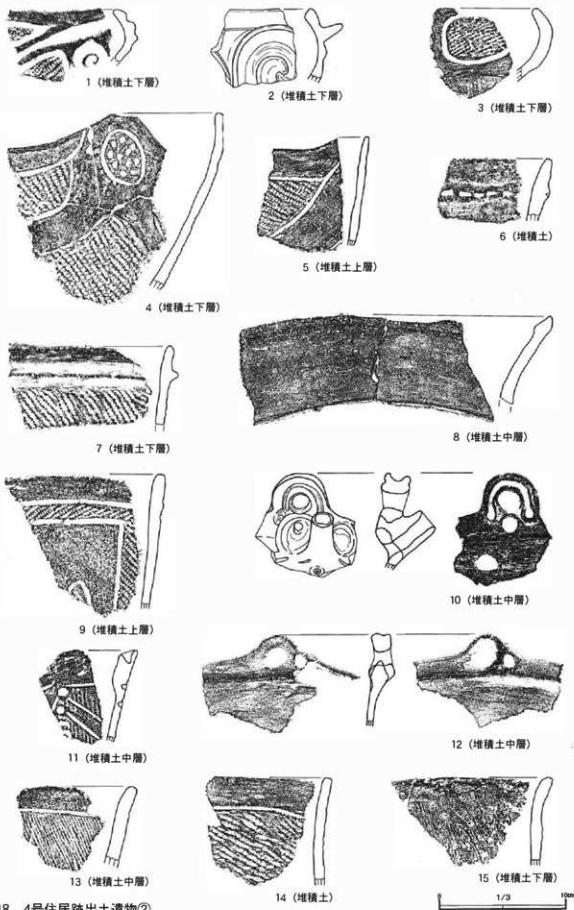 1（堆積土下層）
2（堆積土下層）
3（堆積土下層）
4（堆積土下層）
5（堆積土上層）
6（堆積土）
7（堆積土下層）
8（堆積土中層）
9（堆積土上層）
10（堆積土中層）
11（堆積土中層）
12（堆積土中層）
13（堆積土中層）
14（堆積土）
15（堆積土下層）
0 1/3 10cm
18 4号住居跡出土遺物②